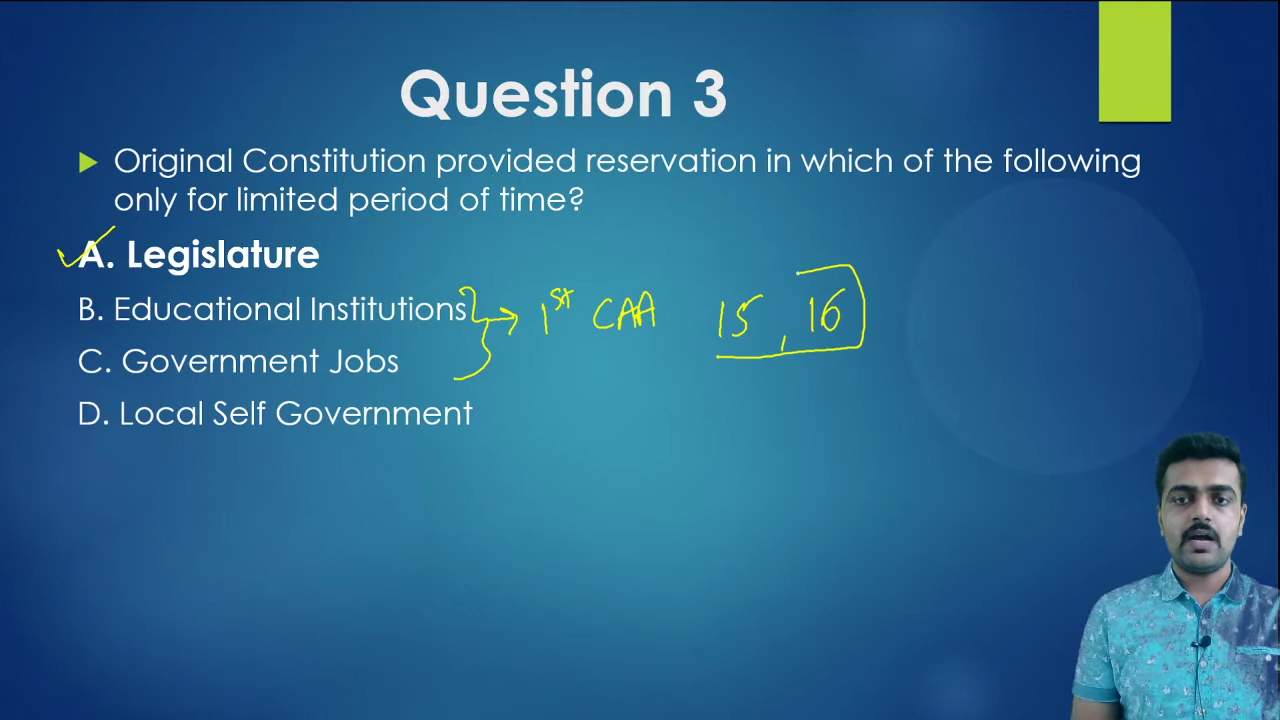 Question 3
Original Constitution provided reservation in which of the following
only for limited period of time?
A. Legislature
B. Educational Institutions
1st CAA 15, 16
C. Government Jobs
D. Local Self Government